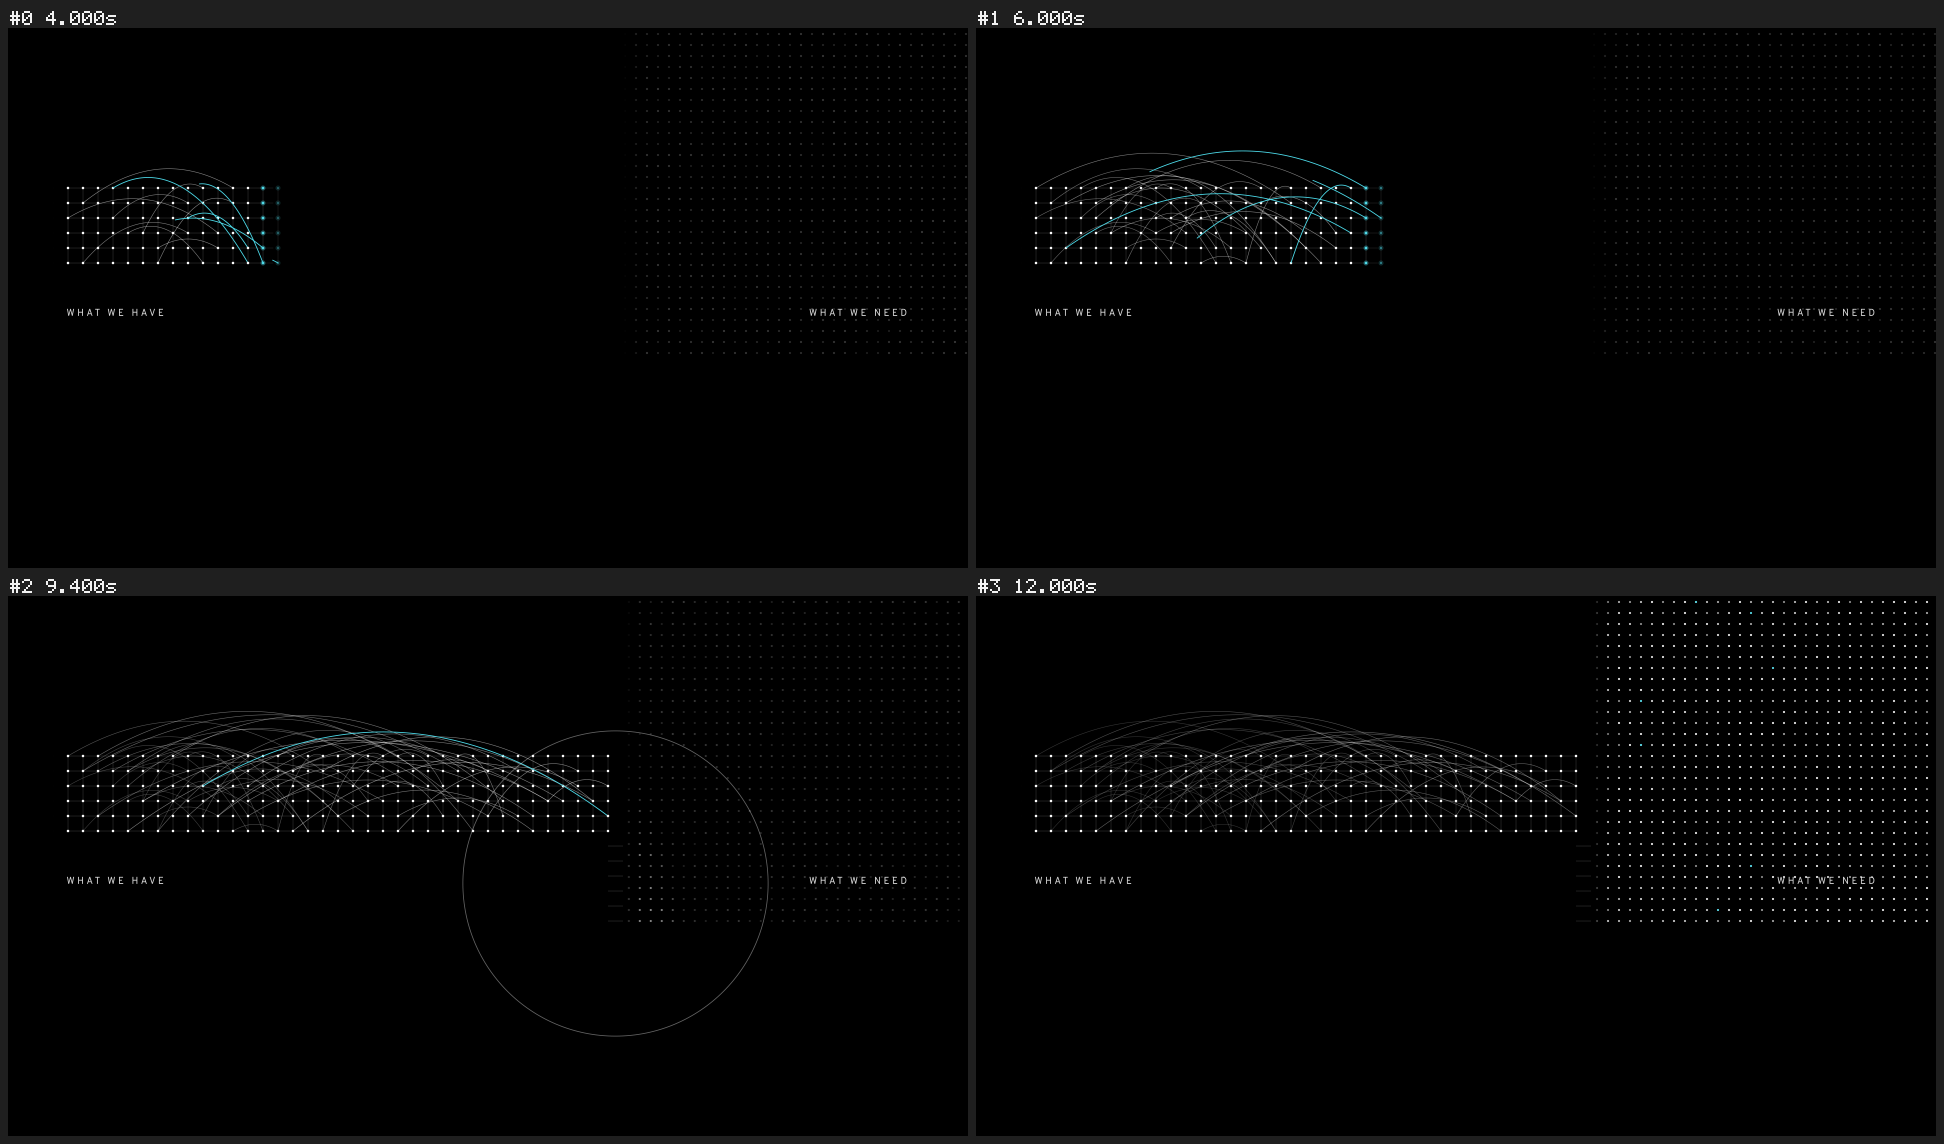 #0 4.000s
#1 6.000s
WHAT WE HAVE
WHAT WE NEED
WHAT WE HAVE
WHAT WE NEED
#2 9.400s
#3 12.000s
WHAT WE HAVE
WHAT WE NEED
WHAT WE HAVE
WHAT WE NEED